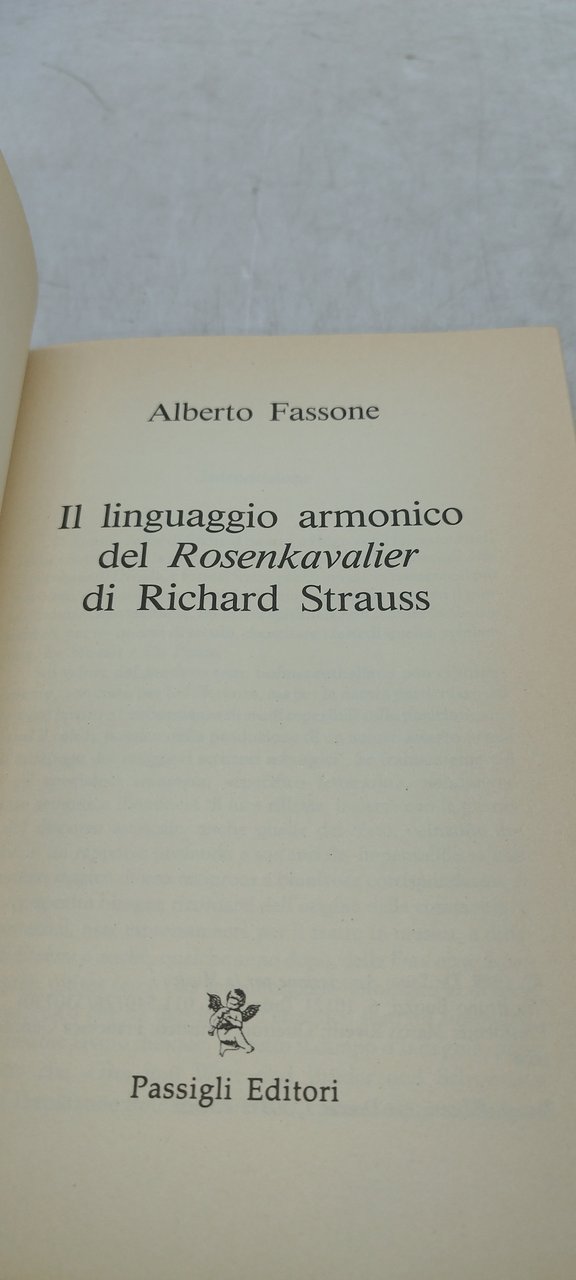 Alberto Fassone
Il linguaggio armonico
del Rosenkavalier
di Richard Strauss
Passigli Editori